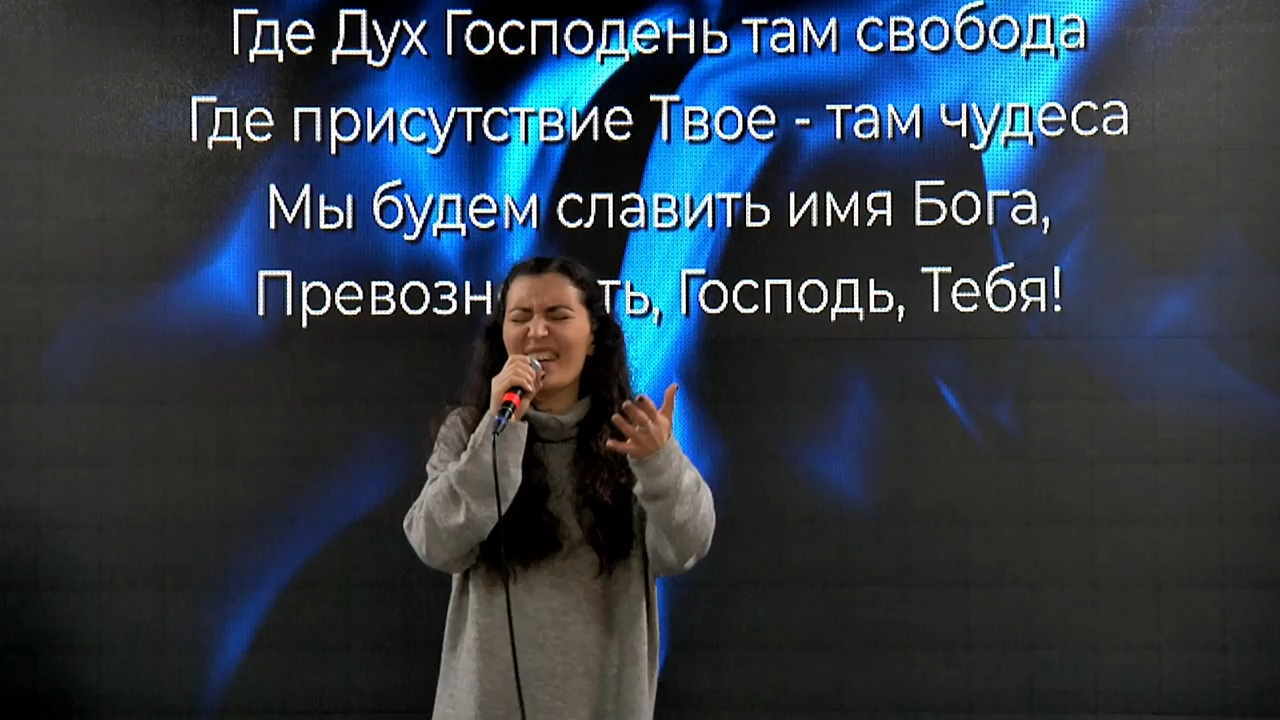 Где Дух Господень там свобода
Где присутствие Твое - там чудеса
Мы будем славить имя Бога,
Господь, Тебя!